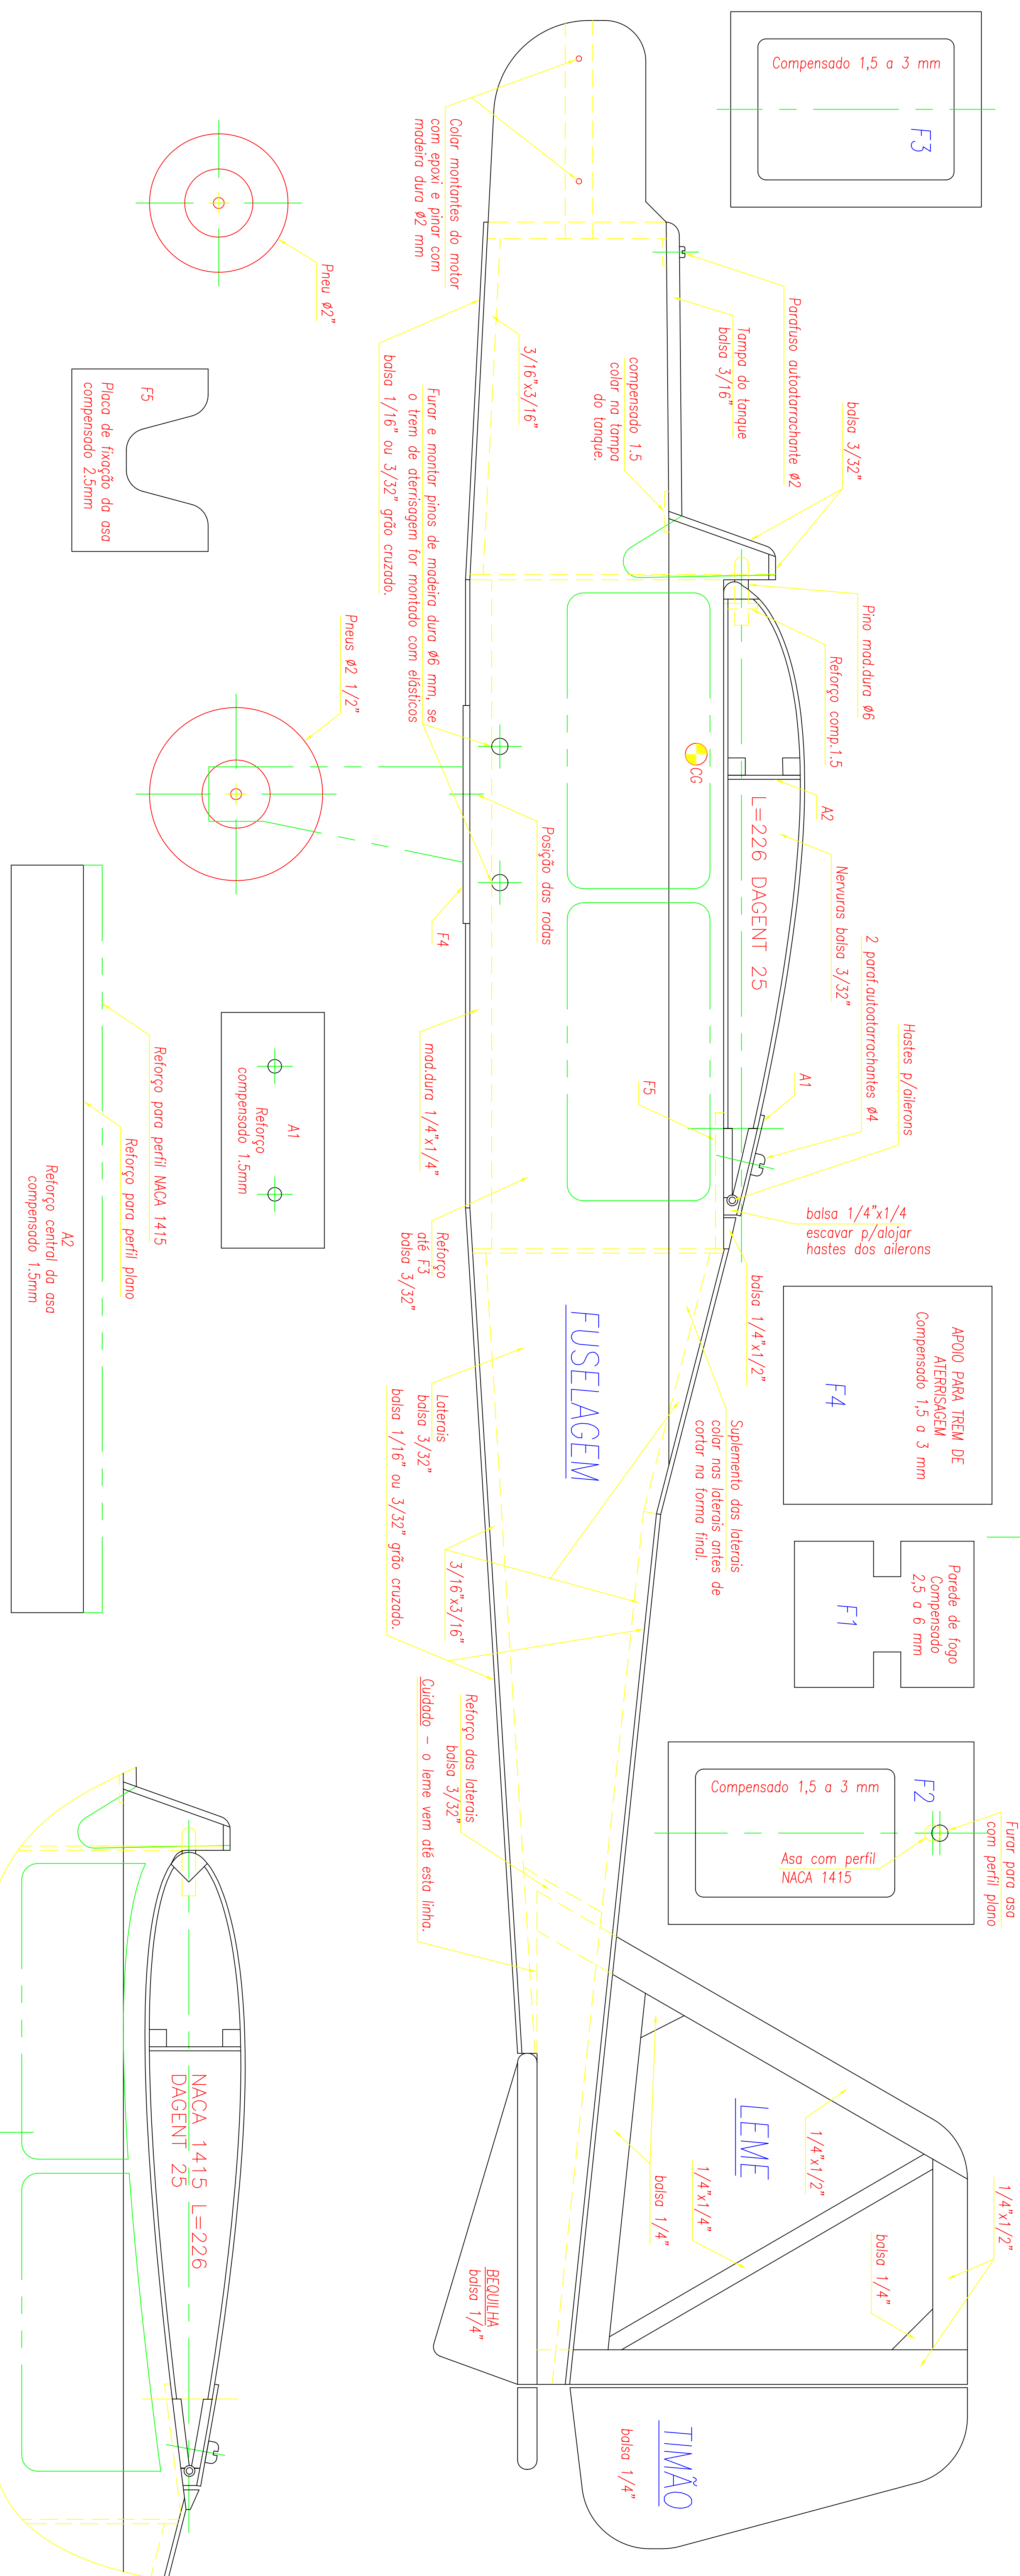 Compensado 1,5 a 3 mm
F3
Colar montantes do motor
com epoxi e pinar com
madeira dura Ø2 mm
Pneu Ø2"
Parafuso autoatarrachante Ø2
Tampa do tanque
balsa 3/16"
compensado 1.5
colar na tampa
do tanque.
balsa 3/32"
3/16"x3/16"
Furar e montar pinos de madeira dura Ø6 mm, se
o trem de aterrisagem for montado com elásticos
balsa 1/16" ou 3/32" grão cruzado.
F5
Placa de fixação da asa
compensado 2.5mm
Pneus Ø2 1/2"
Pino mad.dura Ø6
Reforço comp.1.5
CG
A2
L=226 DAGENT 25
Nervuras balsa 3/32"
2 paraf.autoatarrachantes Ø4
Hastes p/ailerons
Posição das rodas
F4
A1
F5
mad.dura 1/4"x1/4"
A1
Reforço
compensado 1.5mm
Reforço para perfil NACA 1415
Reforço para perfil plano
A2
Reforço central da asa
compensado 1.5mm
balsa 1/4"x1/4
escavar p/alojar
hastes dos ailerons
balsa 1/4"x1/2"
Reforço
até F3
balsa 3/32"
FUSELAGEM
APOIO PARA TREM DE
ATERRISAGEM
Compensado 1,5 a 3 mm
F4
Suplemento das laterais
colar nas laterais antes de
cortar na forma final.
Laterais
balsa 3/32"
balsa 1/16" ou 3/32" grão cruzado.
3/16"x3/16"
Parede de fogo
Compensado
2,5 a 6 mm
F1
Reforço das laterais
balsa 3/32"
Cuidado - o leme vem até esta linha.
F2
Compensado 1,5 a 3 mm
Furar para asa
com perfil plano
Asa com perfil
NACA 1415
LEME
1/4"x1/2"
1/4"x1/4"
balsa 1/4"
1/4"x1/2"
balsa 1/4"
BEQUILHA
balsa 1/4"
NACA 1415 L=226
DAGENT 25
TIMÃO
balsa 1/4"